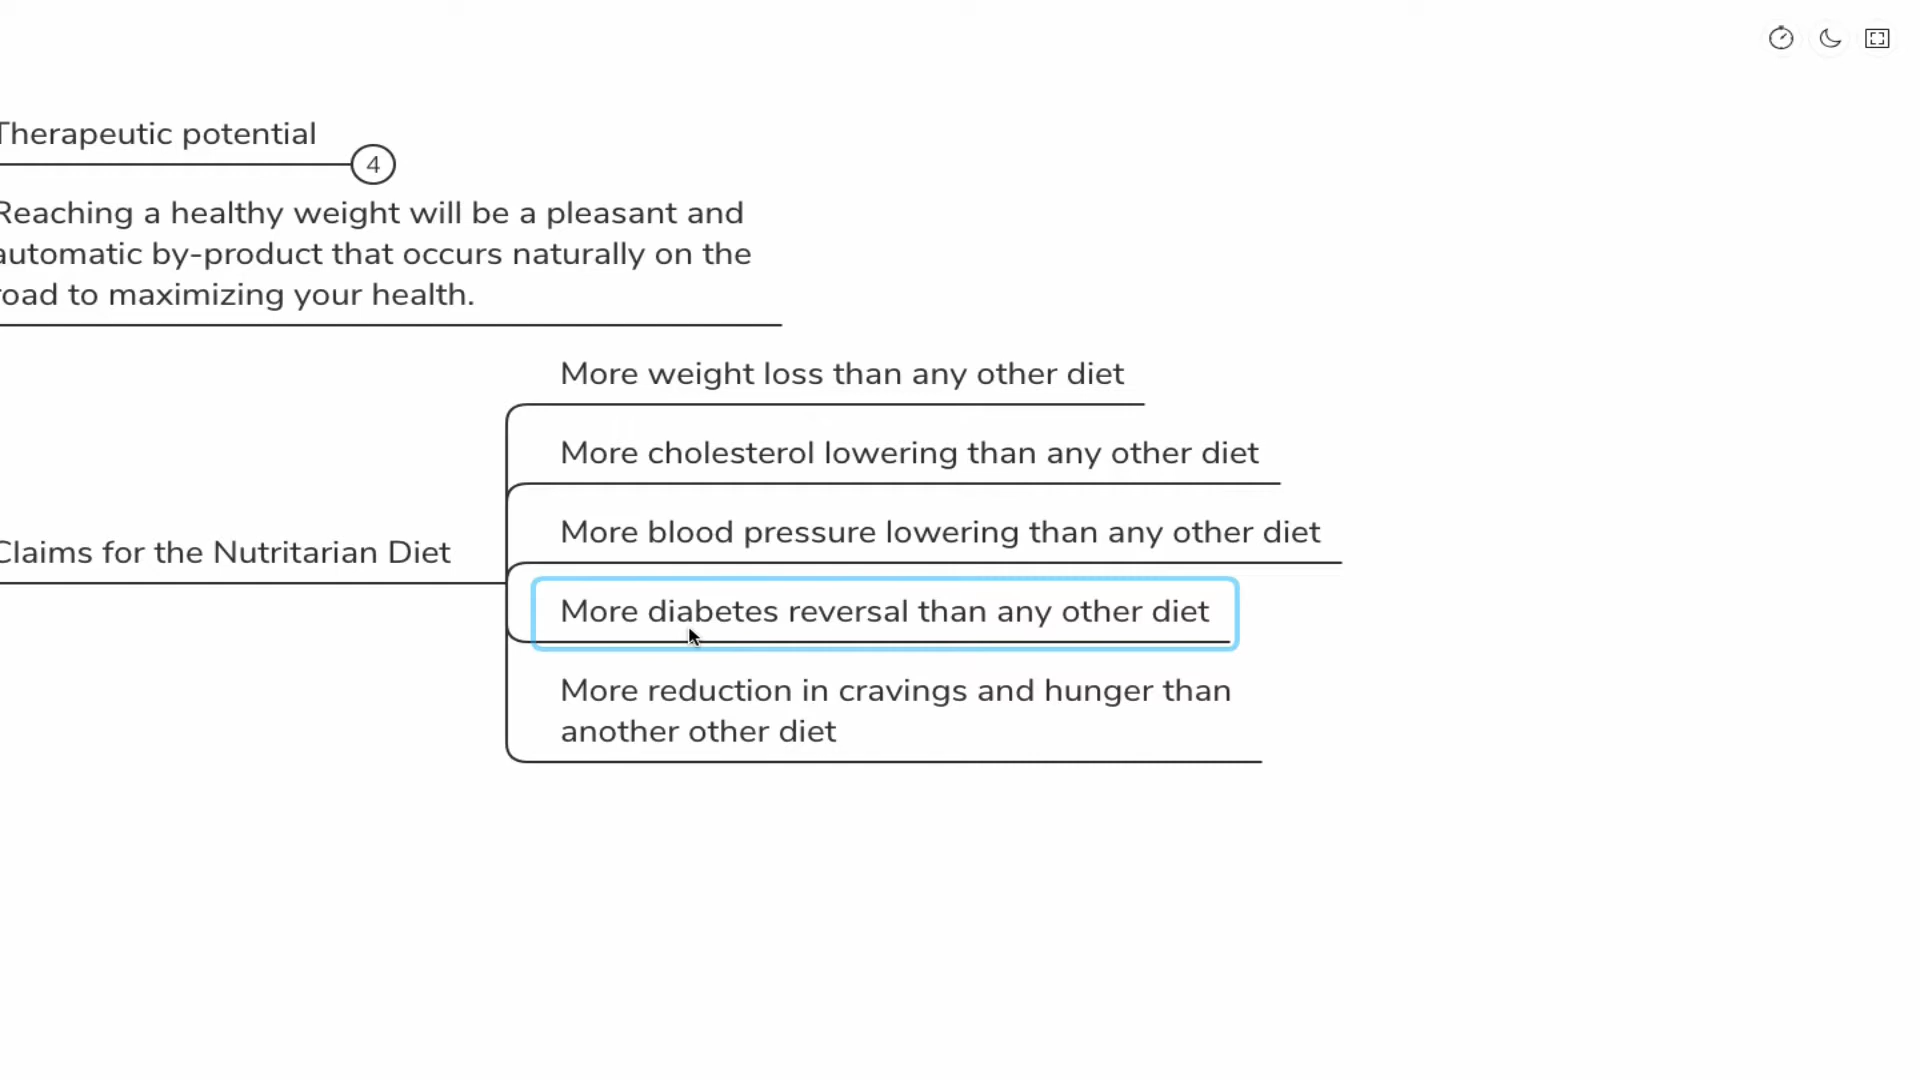 Therapeutic potential
4
Reaching a healthy weight will be a pleasant and
automatic by-product that occurs naturally on the
road to maximizing your health.
More weight loss than any other diet
More cholesterol lowering than any other diet
More blood pressure lowering than any other diet
Claims for the Nutritarian Diet
More diabetes reversal than any other diet
More reduction in cravings and hunger than
another other diet